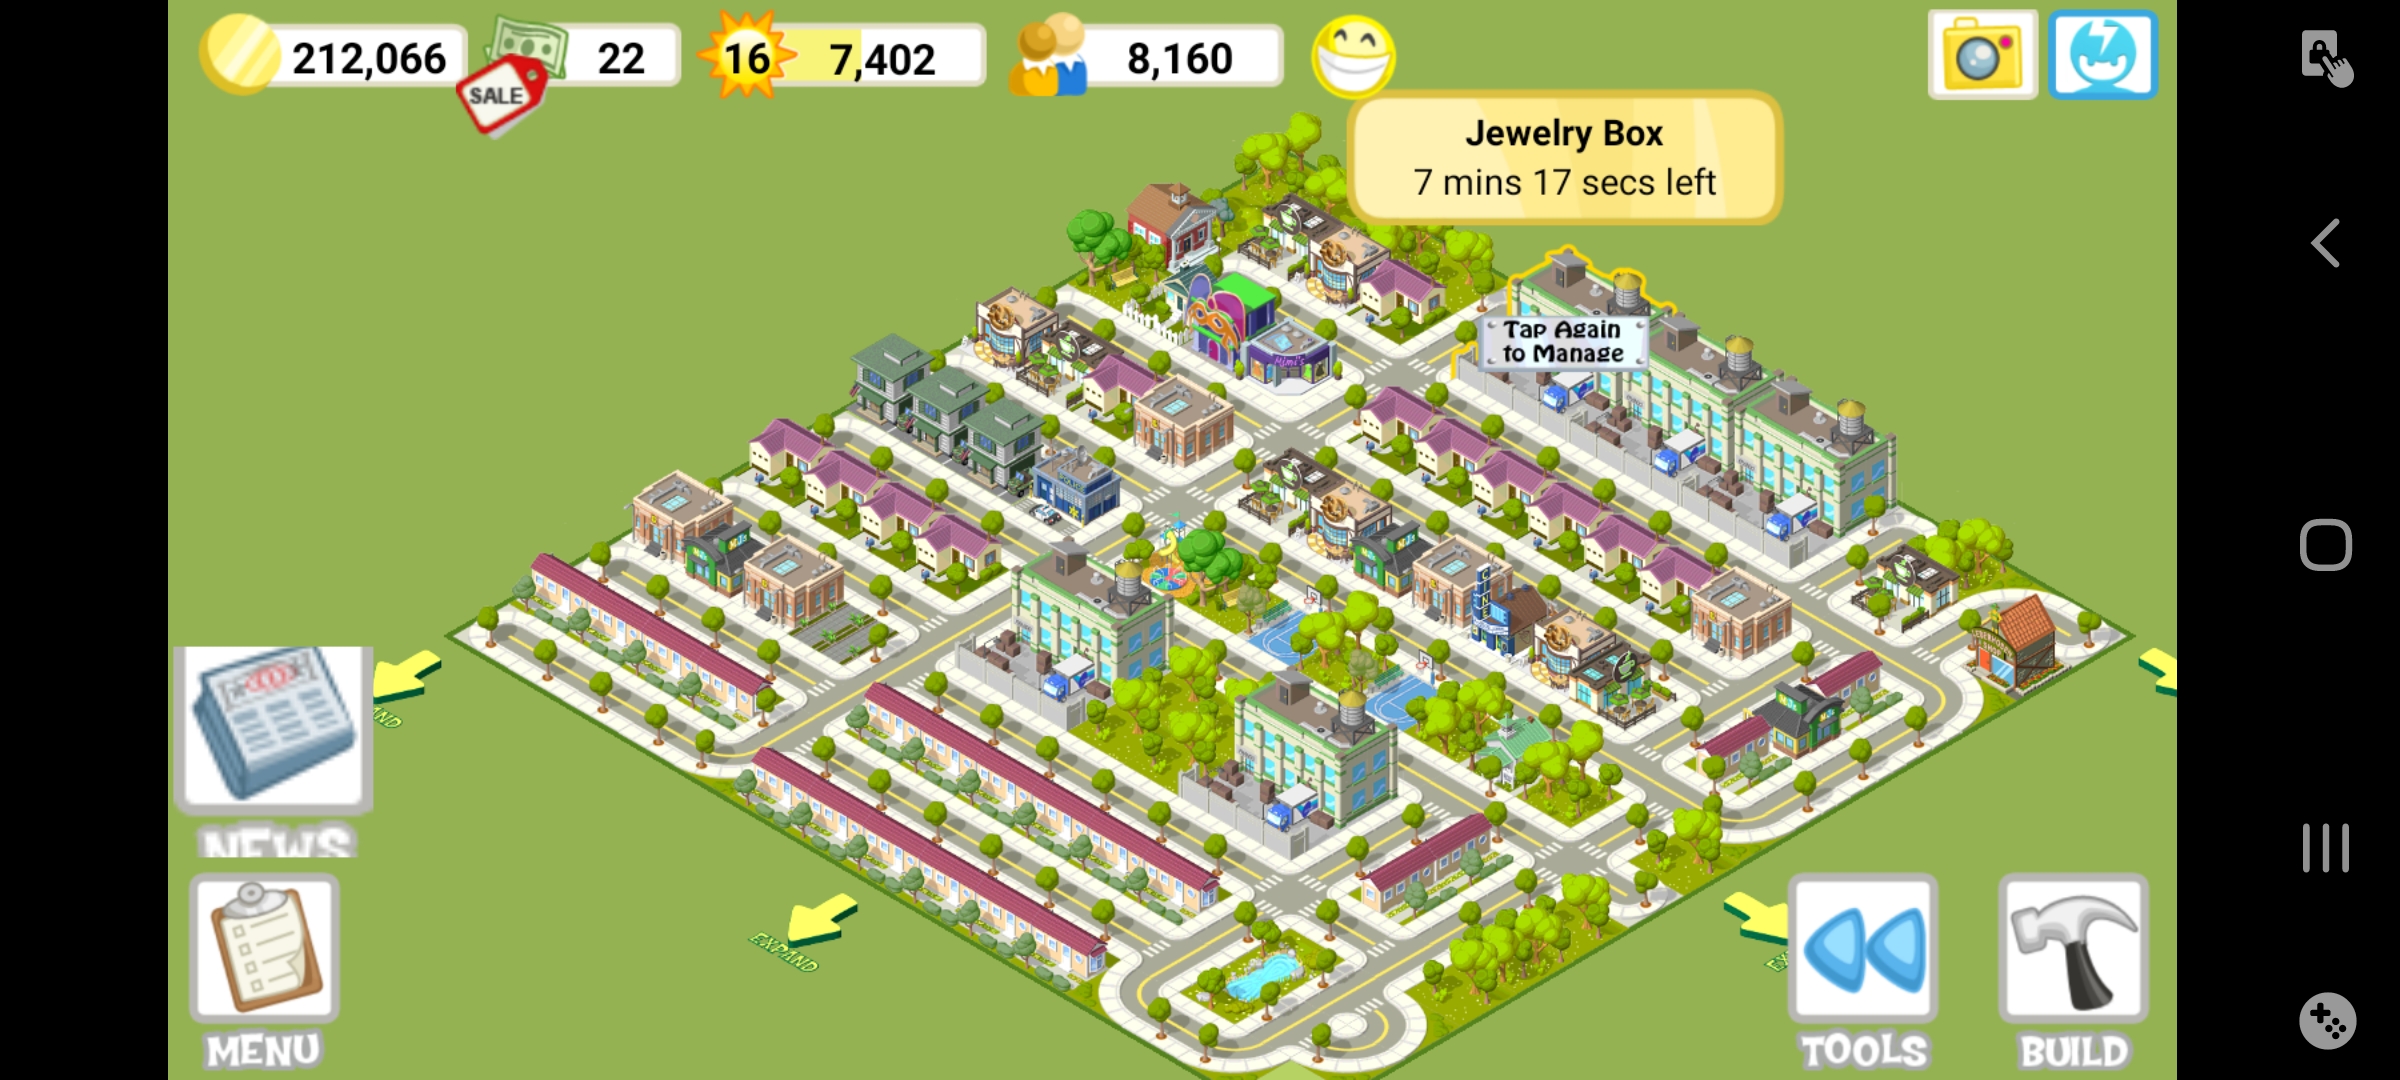 212,066
22
16
7,402
8,160
SALE
Jewelry Box
7 mins 17 secs left
Tap Again
to Manage
Mimi's
NEWS
EXPAND
MENU
TOOLS
BUILD